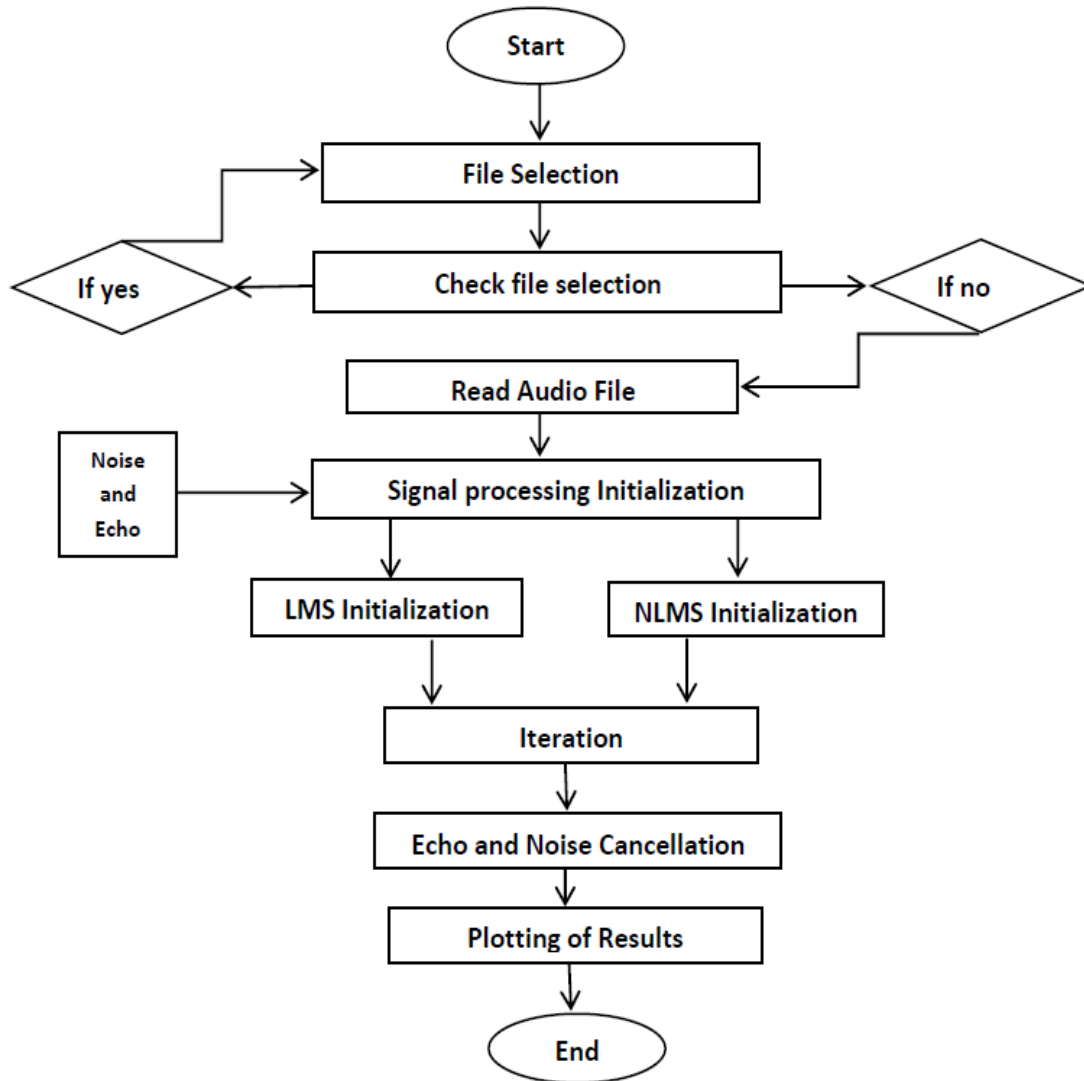 Start
File Selection
If yes
Check file selection
If no
Read Audio File
Noise
and
Echo
Signal processing Initialization
LMS Initialization
NLMS Initialization
Iteration
Echo and Noise Cancellation
Plotting of Results
End